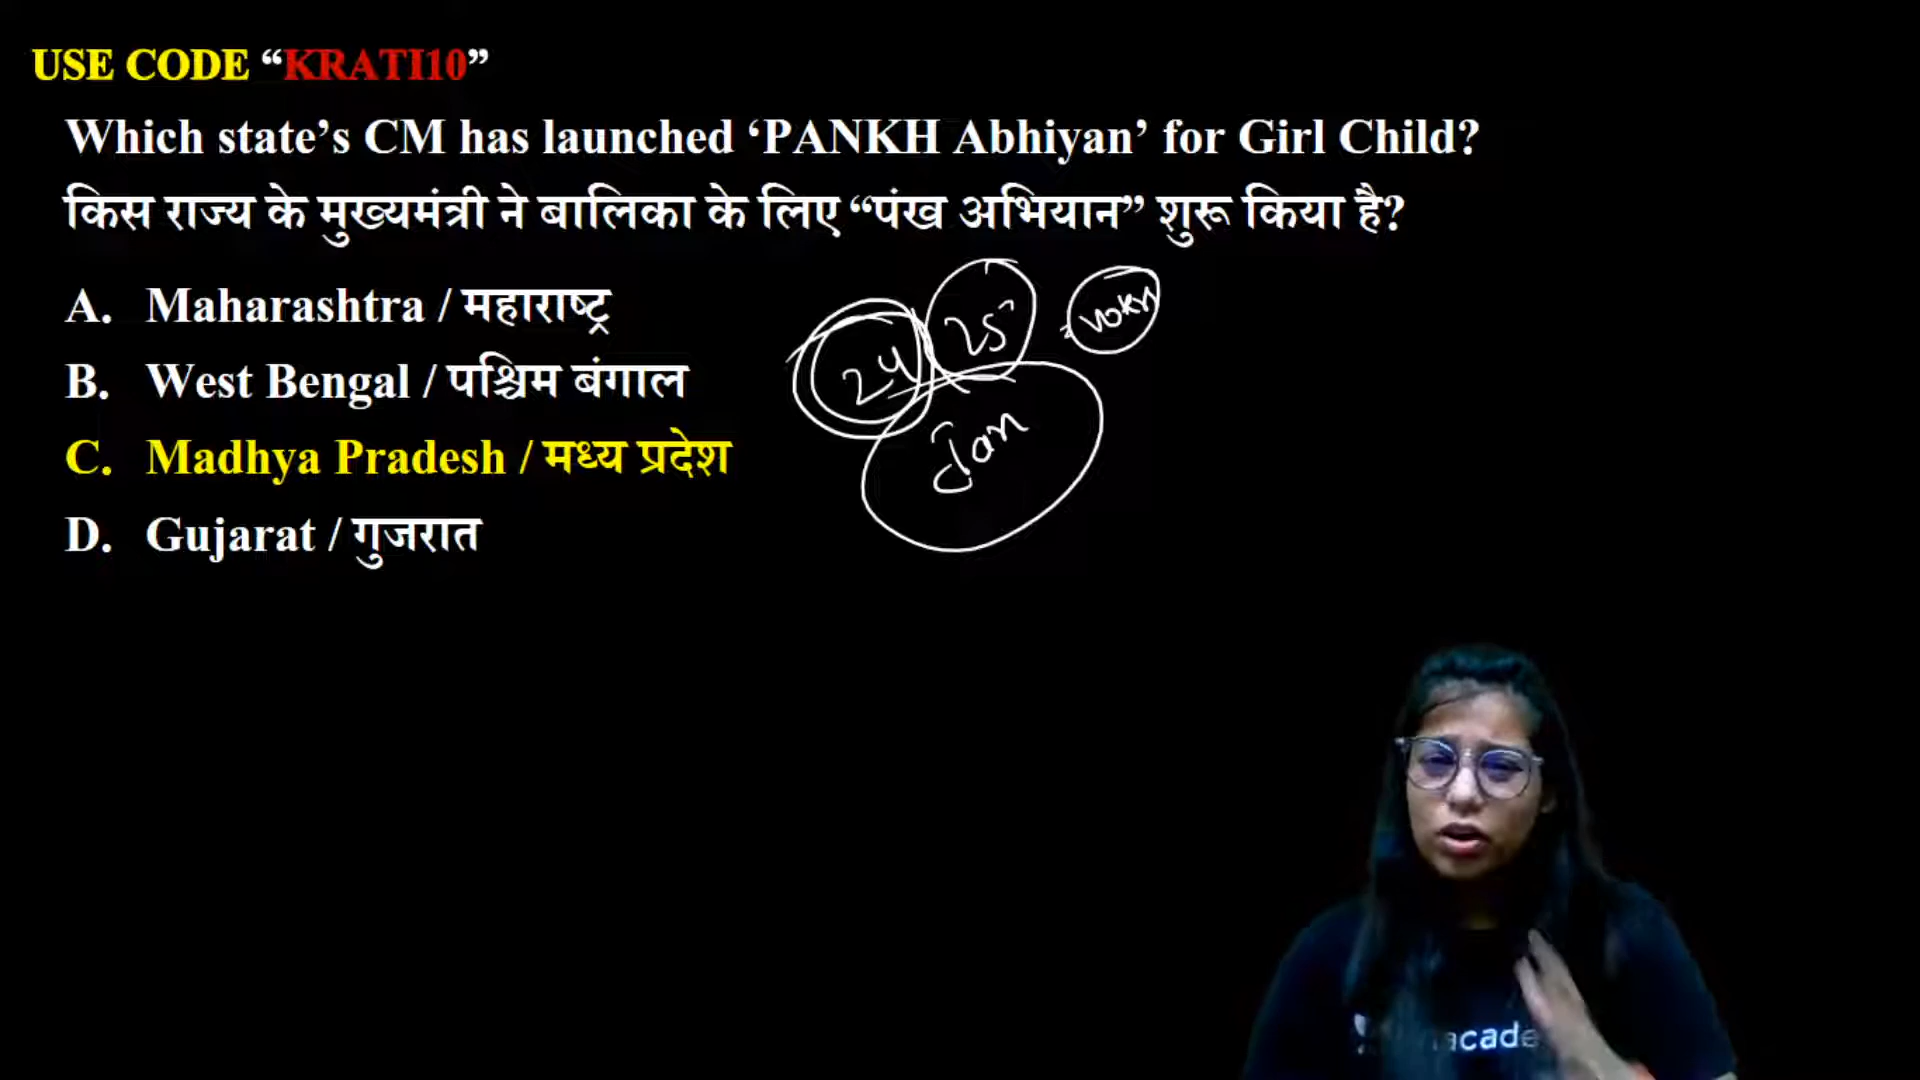 USE CODE “KRATI10”
Which state’s CM has launched ‘PANKH Abhiyan’ for Girl Child?
किस राज्य के मुख्यमंत्री ने बालिका के लिए “पंख अभियान” शुरू किया है?
A. Maharashtra / महाराष्ट्र
B. West Bengal / पश्चिम बंगाल
C. Madhya Pradesh / मध्य प्रदेश
D. Gujarat / गुजरात
24 25
Jan
acade